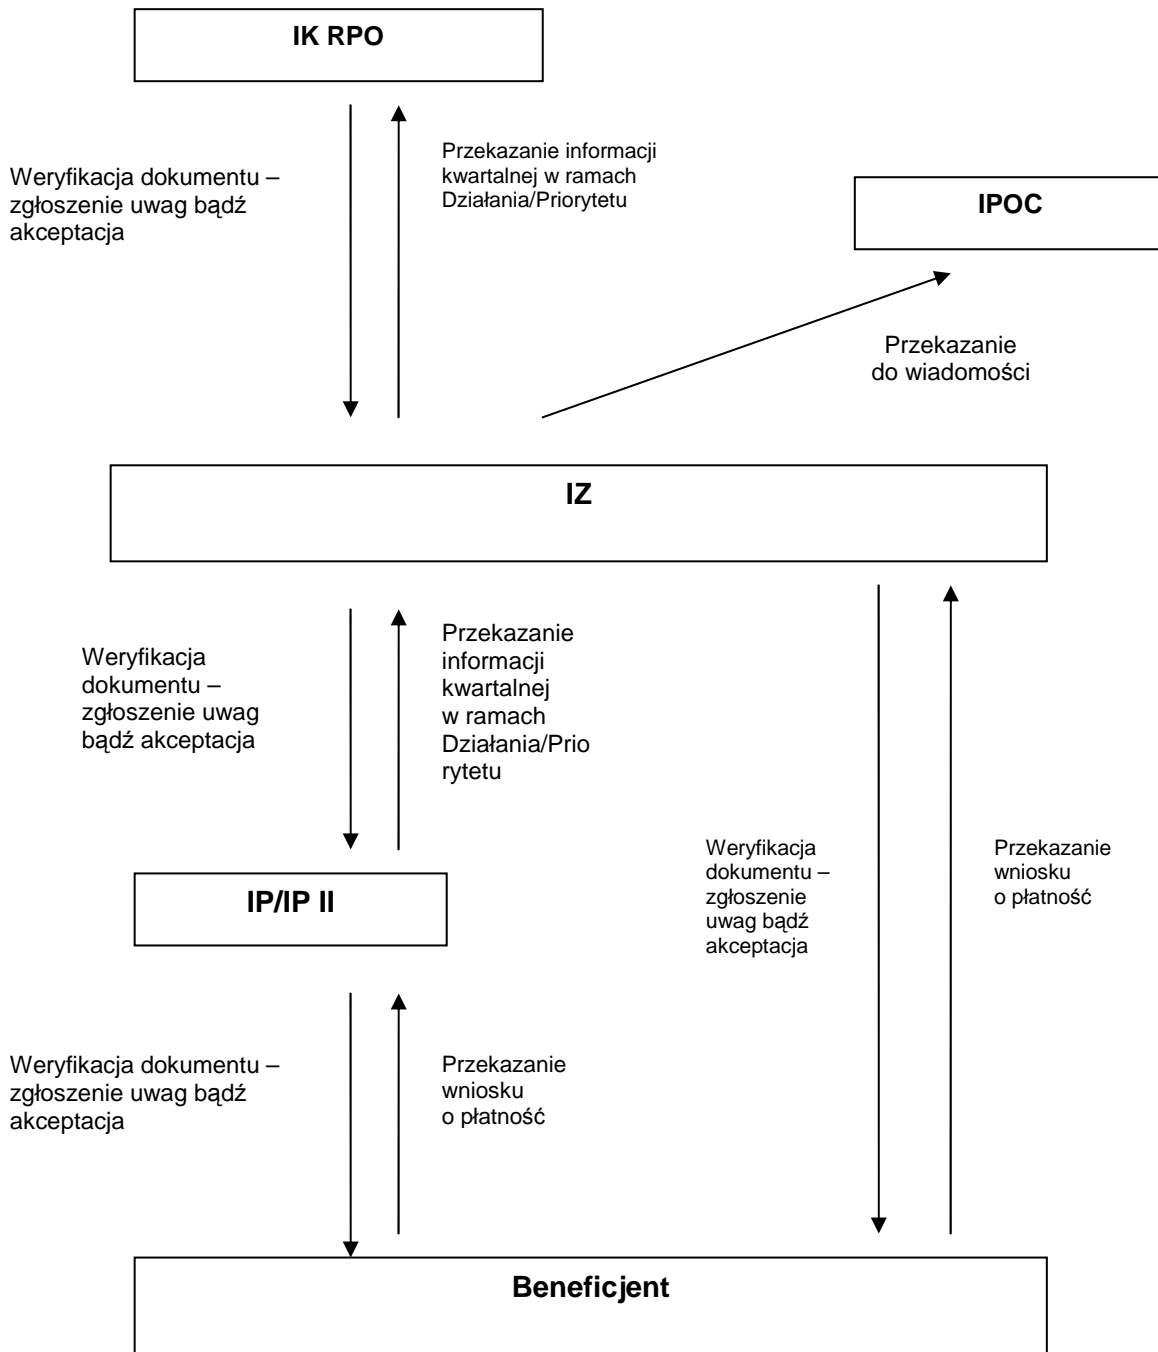 IK RPO
Weryfikacja dokumentu –
zgłoszenie uwag bądź
akceptacja
Przekazanie informacji
kwartalnej w ramach
Działania/Priorytetu
IPOC
Przekazanie
do wiadomości
IZ
Weryfikacja
dokumentu –
zgłoszenie uwag
bądź akceptacja
Przekazanie
informacji
kwartalnej
w ramach
Działania/Prio
rytetu
Weryfikacja
dokumentu –
zgłoszenie
uwag bądź
akceptacja
Przekazanie
wniosku
o płatność
IP/IP II
Weryfikacja dokumentu –
zgłoszenie uwag bądź
akceptacja
Przekazanie
wniosku
o płatność
Beneficjent